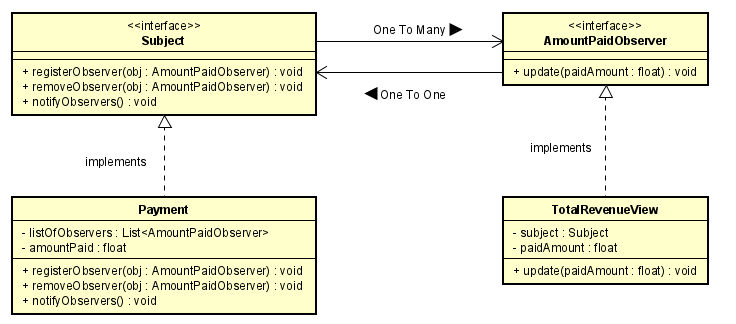 <<interface>>
Subject
+ registerObserver(obj : AmountPaidObserver) : void
+ removeObserver(obj : AmountPaidObserver) : void
+ notifyObservers() : void
One To Many
One To One
<<interface>>
AmountPaidObserver
+ update(paidAmount : float) : void
implements
implements
Payment
- listOfObservers : List<AmountPaidObserver>
- amountPaid : float
+ registerObserver(obj : AmountPaidObserver) : void
+ removeObserver(obj : AmountPaidObserver) : void
+ notifyObservers() : void
TotalRevenueView
- subject : Subject
- paidAmount : float
+ update(paidAmount : float) : void